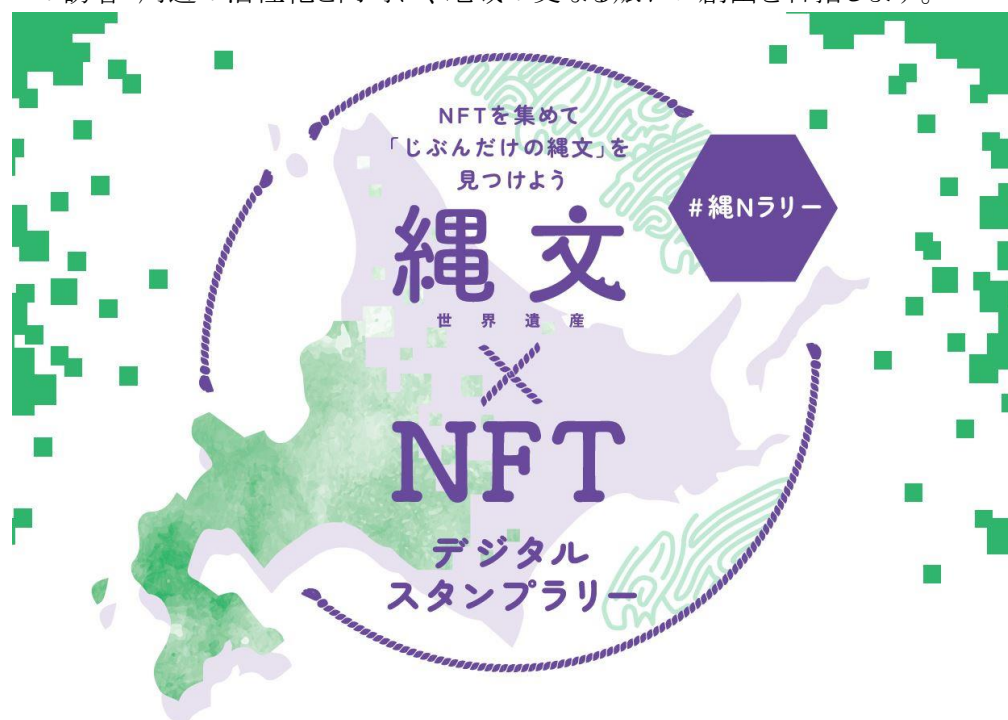 NFTを集めて
「じぶんだけの縄文」を
見つけよう
#縄Nラリー
縄文
世界遺産
×
NFT
デジタル
スタンプラリー